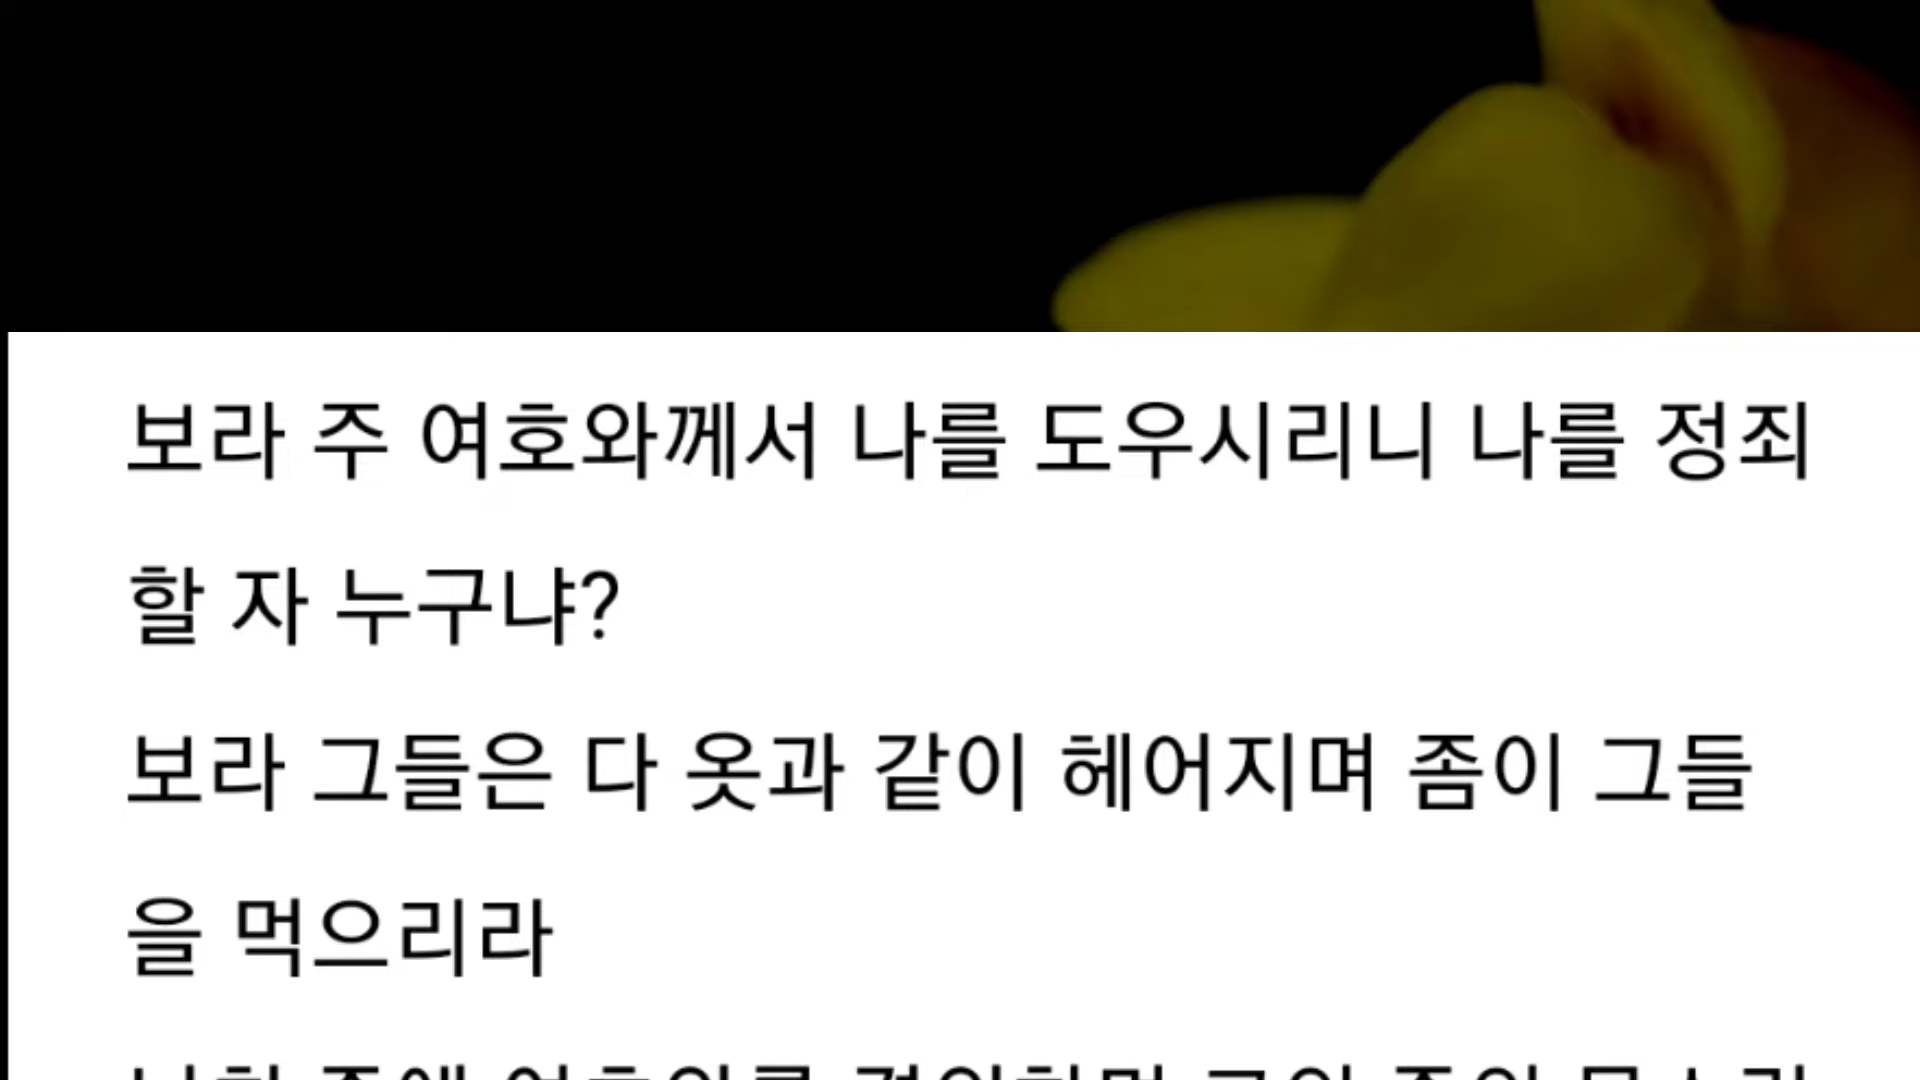 보라 주 여호와께서 나를 도우시리니 나를 정죄
할 자 누구냐?
보라 그들은 다 옷과 같이 헤어지며 좀이 그들
을 먹으리라